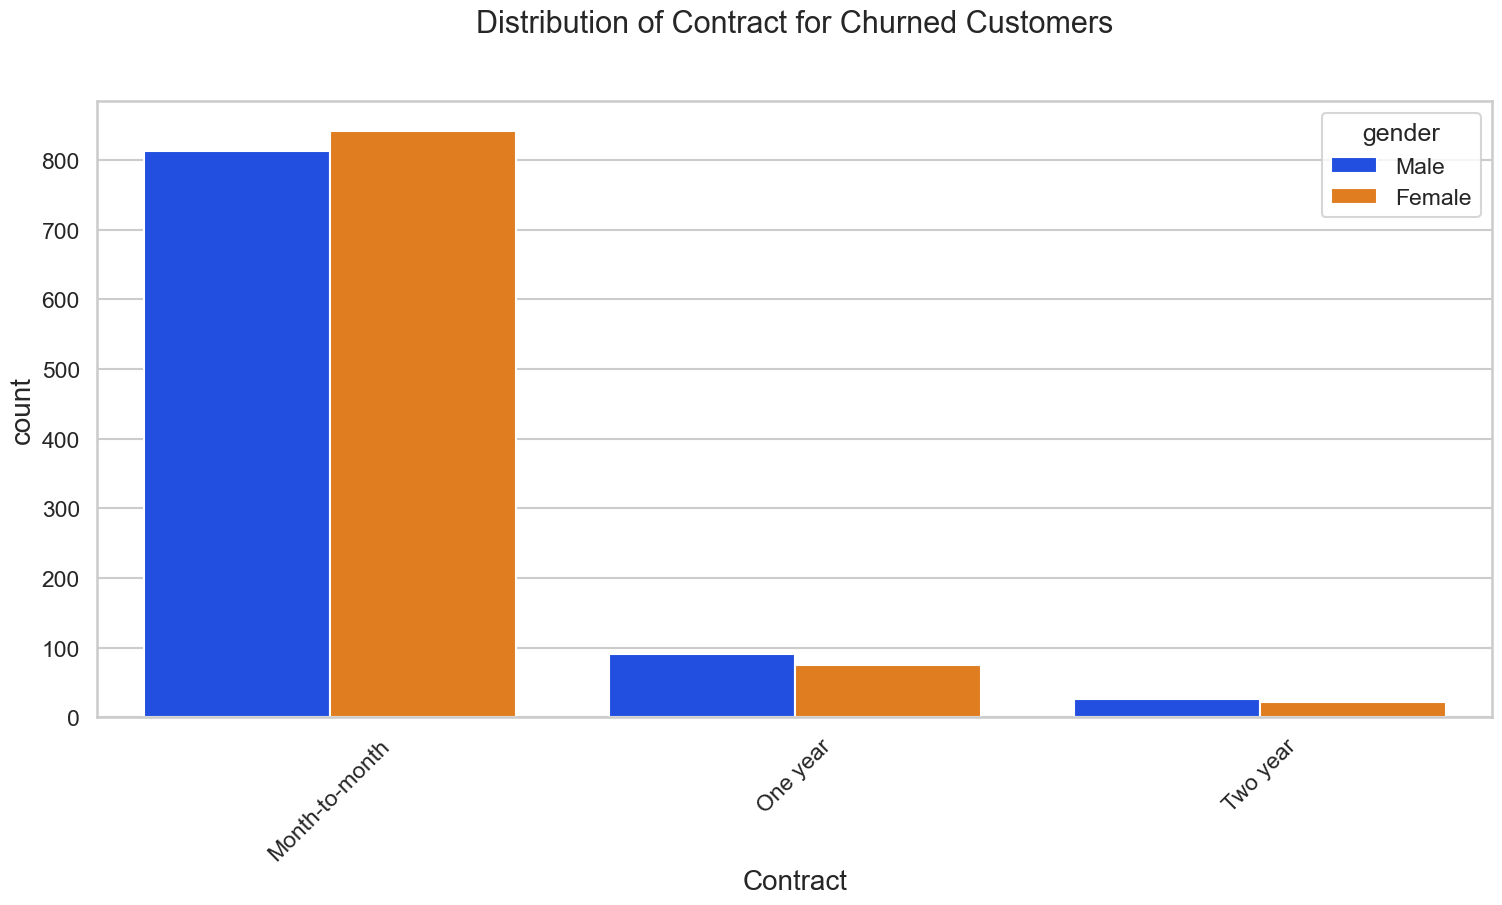 Distribution of Contract for Churned Customers
gender
Male
Female
count
800
700
600
500
400
300
200
100
0
Month-to-month
One year
Two year
Contract